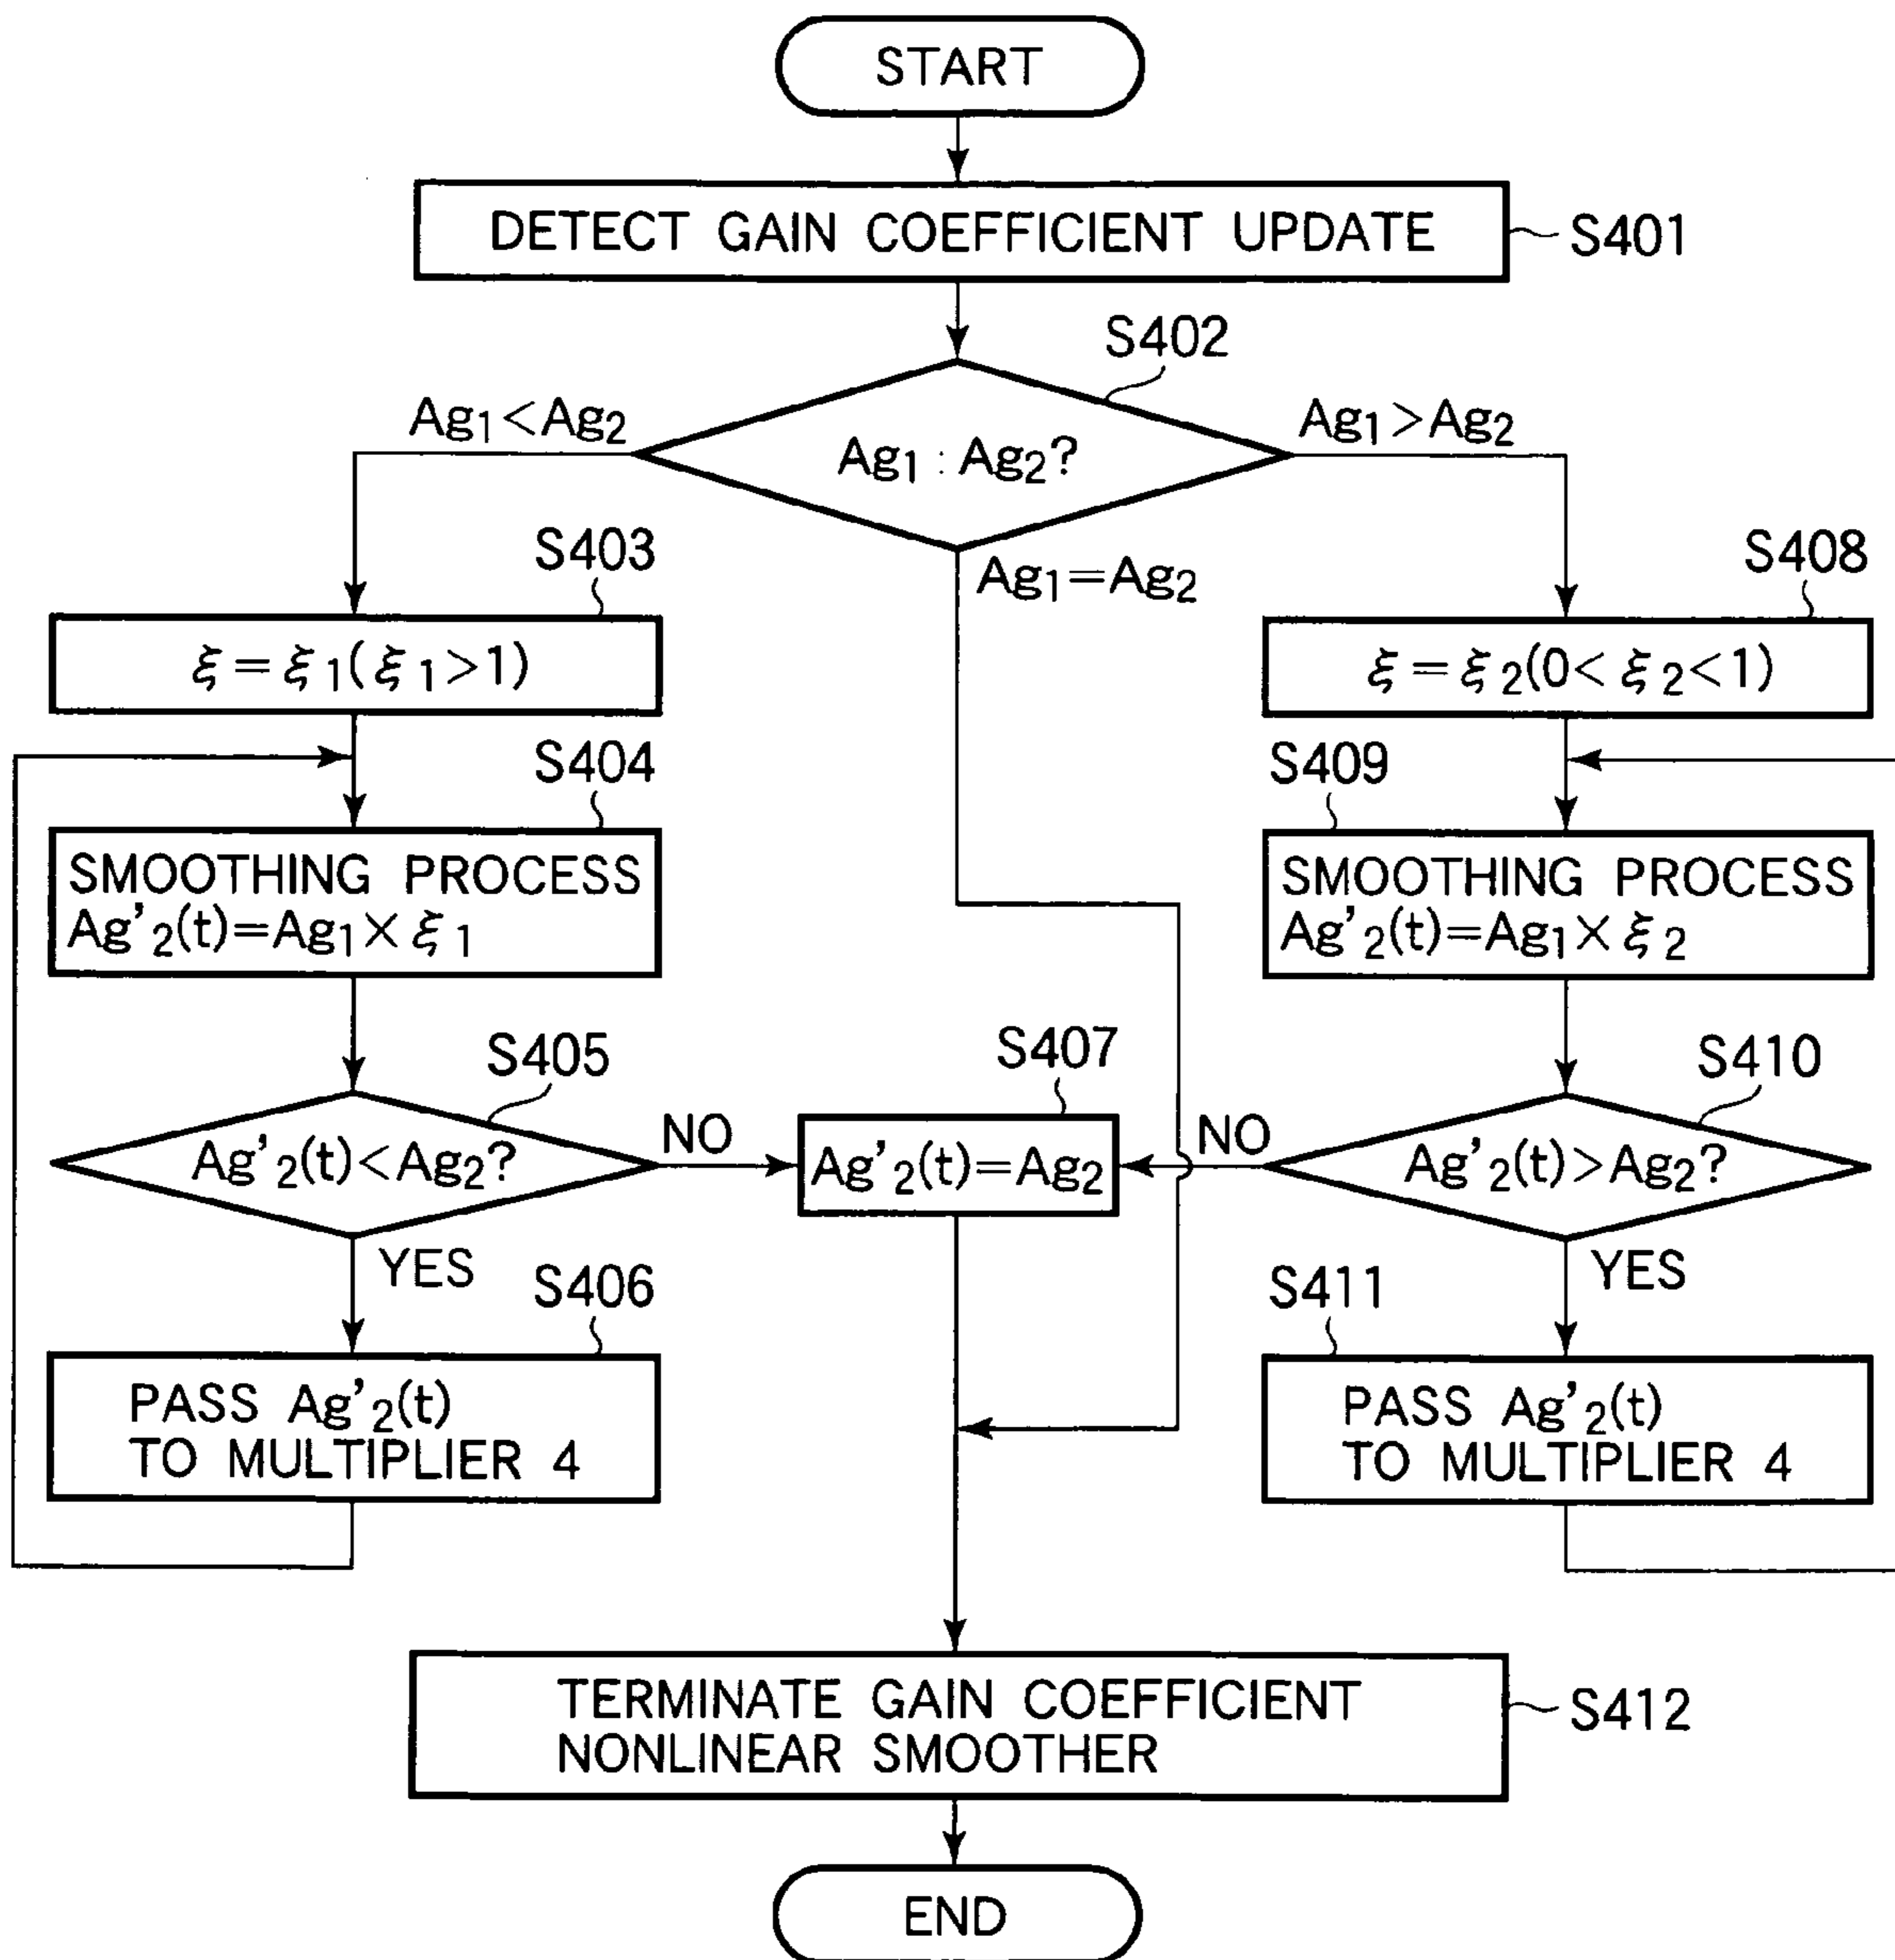 START
DETECT GAIN COEFFICIENT UPDATE
S401
S402
Ag1<Ag2
Ag1:Ag2?
Ag1>Ag2
Ag1=Ag2
S403
ξ=ξ1(ξ1>1)
S408
ξ=ξ2(0<ξ2<1)
S404
SMOOTHING PROCESS
Ag'2(t)=Ag1×ξ1
S409
SMOOTHING PROCESS
Ag'2(t)=Ag1×ξ2
S405
Ag'2(t)<Ag2?
NO
YES
S407
Ag'2(t)=Ag2
S410
NO
Ag'2(t)>Ag2?
YES
S406
PASS Ag'2(t)
TO MULTIPLIER 4
S411
PASS Ag'2(t)
TO MULTIPLIER 4
TERMINATE GAIN COEFFICIENT
NONLINEAR SMOOTHER
S412
END